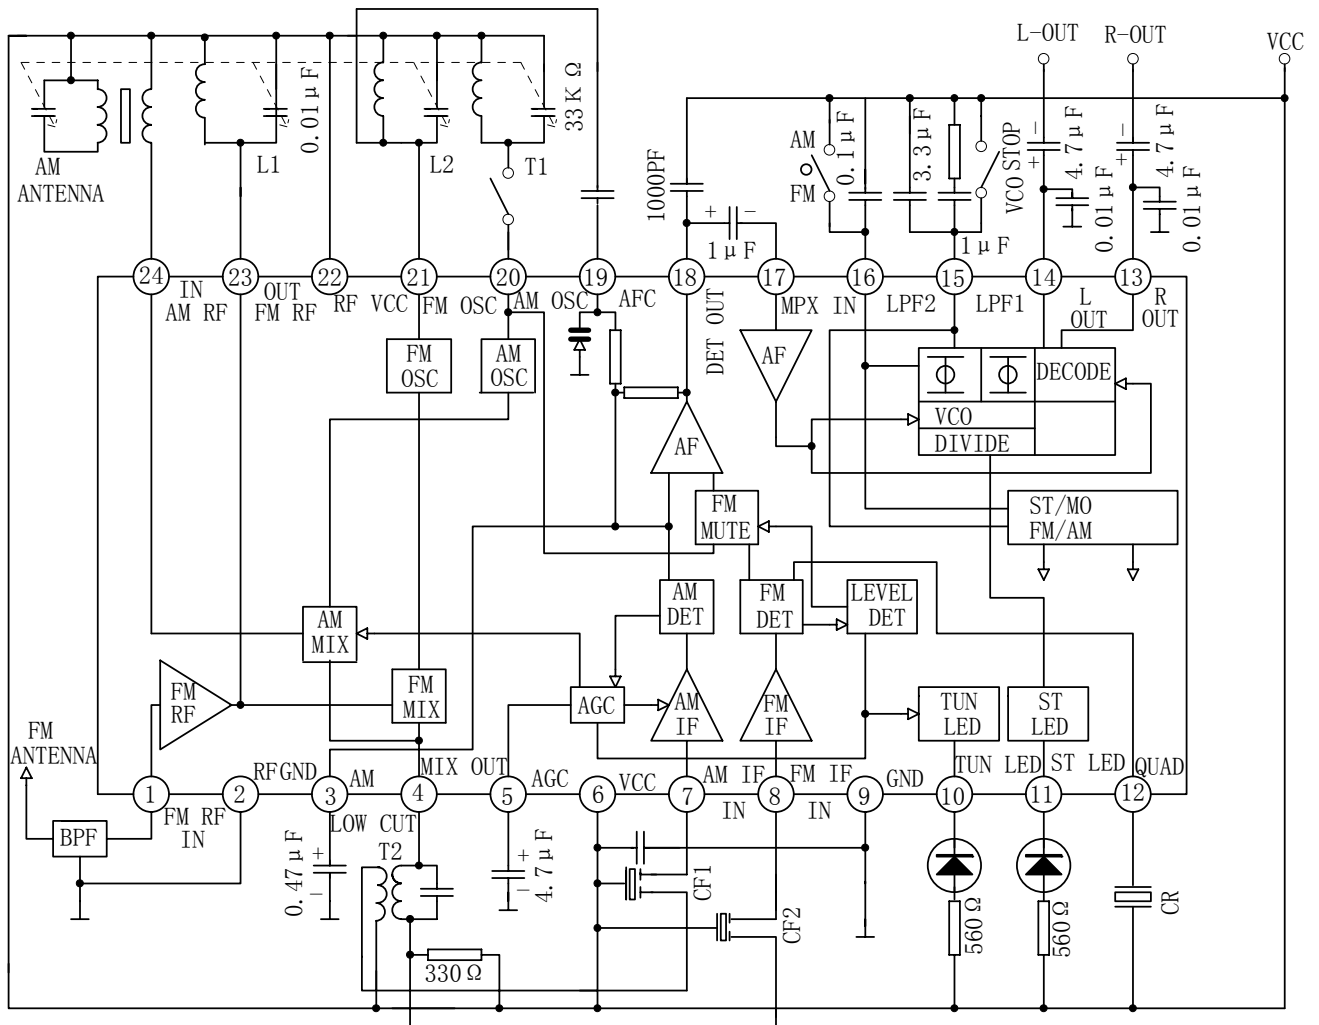 L-OUT
R-OUT
VCC
0.01μF
33KΩ
AM
ANTENNA
L1
L2
T1
1000PF
+
−
1μF
AM
FM
0.1μF
3.3μF
1μF
VCO STOP
−
+
4.7μF
0.01μF
−
+
4.7μF
0.01μF
24
23
22
21
20
19
18
17
16
15
14
13
IN
AM RF
OUT
FM RF
RF
VCC
FM
OSC
AM
OSC
AFC
DET OUT
MPX
IN
LPF2
LPF1
L
OUT
R
OUT
FM
OSC
AM
OSC
AF
DECODE
VCO
DIVIDE
AF
FM
MUTE
ST/MO
FM/AM
AM
DET
FM
DET
LEVEL
DET
AM
MIX
FM
RF
FM
MIX
AGC
AM
IF
FM
IF
TUN
LED
ST
LED
FM
ANTENNA
RF
GND
AM
MIX OUT
AGC
VCC
AM IF
FM IF
GND
TUN LED
ST LED
QUAD
1
2
3
4
5
6
7
8
9
10
11
12
FM RF
IN
LOW CUT
IN
IN
BPF
T2
0.47μF
+
−
+
−
4.7μF
CF1
CF2
330Ω
560Ω
560Ω
CR